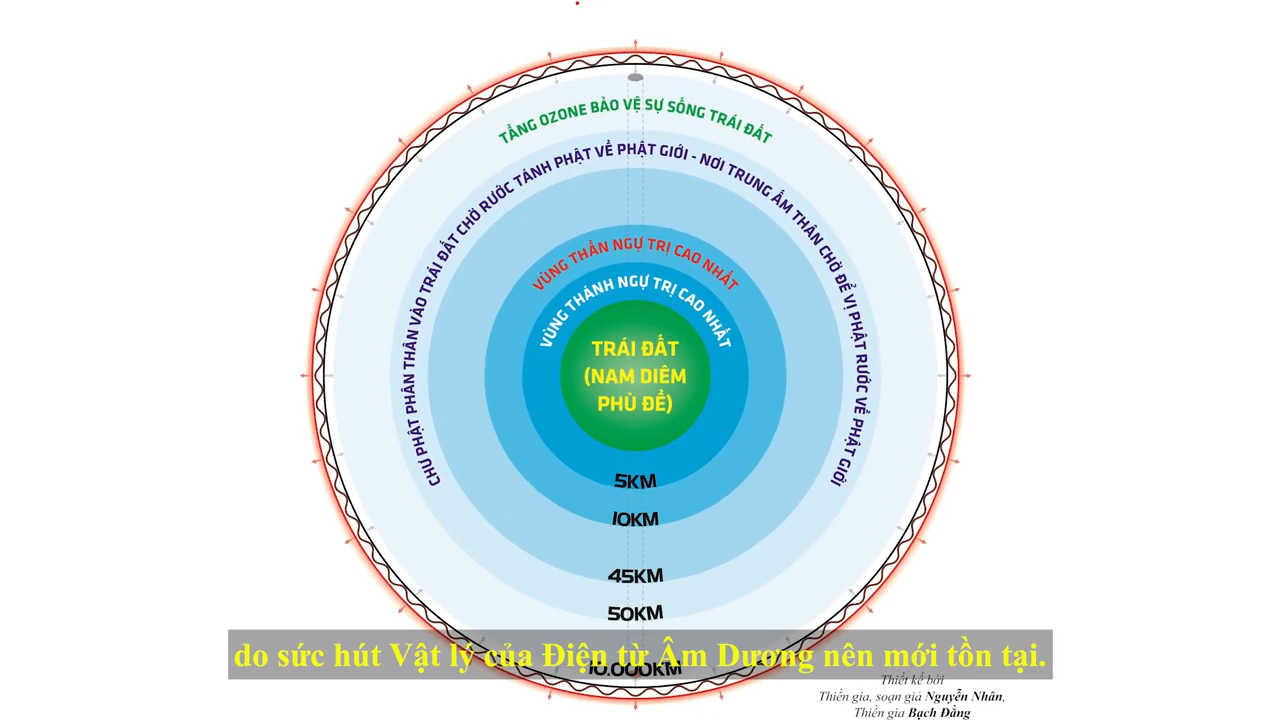 TẦNG OZONE BẢO VỆ SỰ SỐNG TRÁI ĐẤT
CHƯ PHẬT PHÂN THÂN VÀO TRÁI ĐẤT CHỜ RƯỚC TÁNH PHẬT VỀ PHẬT GIỚI - NƠI TRUNG ẤM THÂN CHỜ ĐỂ VỊ PHẬT RƯỚC VỀ PHẬT GIỚI
VÙNG THẦN NGỰ TRỊ CAO NHẤT
VÙNG THÁNH NGỰ TRỊ CAO NHẤT
TRÁI ĐẤT
(NAM DIÊM
PHÙ ĐỀ)
5KM
10KM
45KM
50KM
do sức hút Vật lý của Điện từ Âm Dương nên mới tồn tại.
10.000KM
Thiết kế bởi
Thiền gia, soạn giả Nguyễn Nhân,
Thiền gia Bạch Đằng